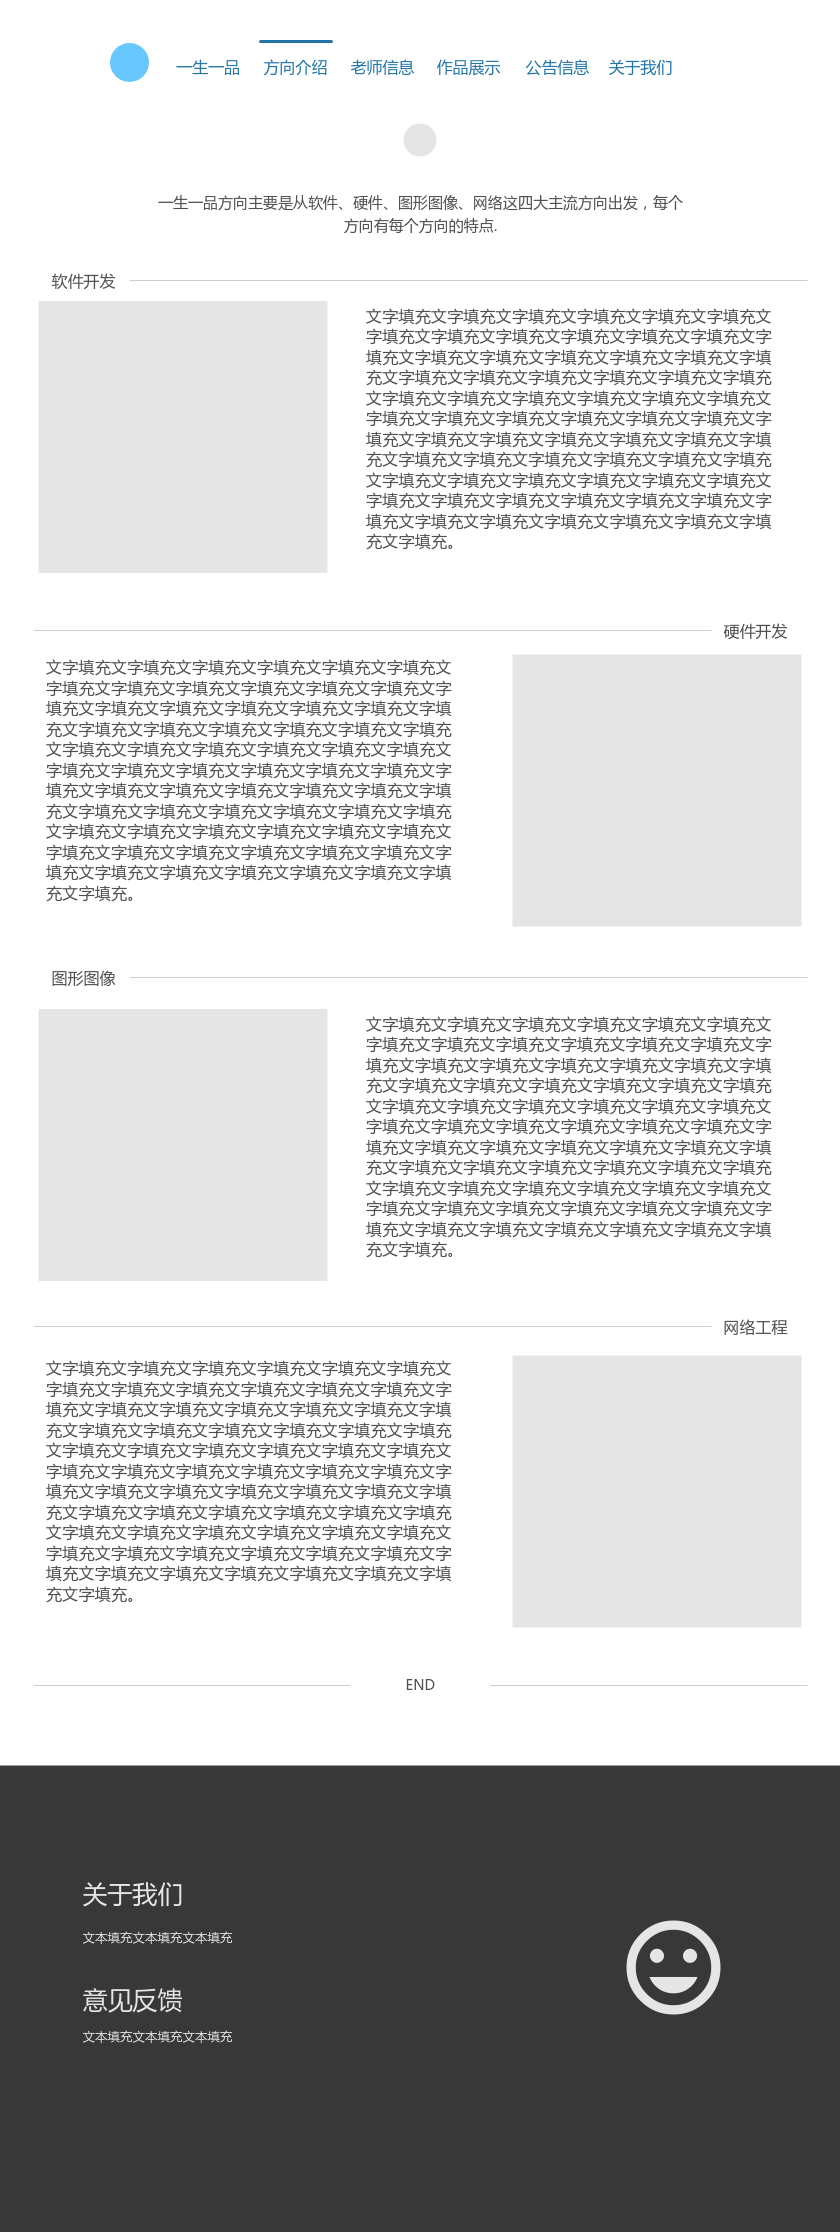 一生一品 方向介绍 老师信息 作品展示 公告信息 关于我们
一生一品方向主要是从软件、硬件、图形图像、网络这四大主流方向出发，每个
方向有每个方向的特点.
软件开发
文字填充文字填充文字填充文字填充文字填充文字填充文
字填充文字填充文字填充文字填充文字填充文字填充文字
填充文字填充文字填充文字填充文字填充文字填充文字填
充文字填充文字填充文字填充文字填充文字填充文字填充
文字填充文字填充文字填充文字填充文字填充文字填充文
字填充文字填充文字填充文字填充文字填充文字填充文字
填充文字填充文字填充文字填充文字填充文字填充文字填
充文字填充文字填充文字填充文字填充文字填充文字填充
文字填充文字填充文字填充文字填充文字填充文字填充文
字填充文字填充文字填充文字填充文字填充文字填充文字
填充文字填充文字填充文字填充文字填充文字填充文字填
充文字填充。
硬件开发
文字填充文字填充文字填充文字填充文字填充文字填充文
字填充文字填充文字填充文字填充文字填充文字填充文字
填充文字填充文字填充文字填充文字填充文字填充文字填
充文字填充文字填充文字填充文字填充文字填充文字填充
文字填充文字填充文字填充文字填充文字填充文字填充文
字填充文字填充文字填充文字填充文字填充文字填充文字
填充文字填充文字填充文字填充文字填充文字填充文字填
充文字填充文字填充文字填充文字填充文字填充文字填充
文字填充文字填充文字填充文字填充文字填充文字填充文
字填充文字填充文字填充文字填充文字填充文字填充文字
填充文字填充文字填充文字填充文字填充文字填充文字填
充文字填充。
图形图像
文字填充文字填充文字填充文字填充文字填充文字填充文
字填充文字填充文字填充文字填充文字填充文字填充文字
填充文字填充文字填充文字填充文字填充文字填充文字填
充文字填充文字填充文字填充文字填充文字填充文字填充
文字填充文字填充文字填充文字填充文字填充文字填充文
字填充文字填充文字填充文字填充文字填充文字填充文字
填充文字填充文字填充文字填充文字填充文字填充文字填
充文字填充文字填充文字填充文字填充文字填充文字填充
文字填充文字填充文字填充文字填充文字填充文字填充文
字填充文字填充文字填充文字填充文字填充文字填充文字
填充文字填充文字填充文字填充文字填充文字填充文字填
充文字填充。
网络工程
文字填充文字填充文字填充文字填充文字填充文字填充文
字填充文字填充文字填充文字填充文字填充文字填充文字
填充文字填充文字填充文字填充文字填充文字填充文字填
充文字填充文字填充文字填充文字填充文字填充文字填充
文字填充文字填充文字填充文字填充文字填充文字填充文
字填充文字填充文字填充文字填充文字填充文字填充文字
填充文字填充文字填充文字填充文字填充文字填充文字填
充文字填充文字填充文字填充文字填充文字填充文字填充
文字填充文字填充文字填充文字填充文字填充文字填充文
字填充文字填充文字填充文字填充文字填充文字填充文字
填充文字填充文字填充文字填充文字填充文字填充文字填
充文字填充。
END
关于我们
文本填充文本填充文本填充
意见反馈
文本填充文本填充文本填充